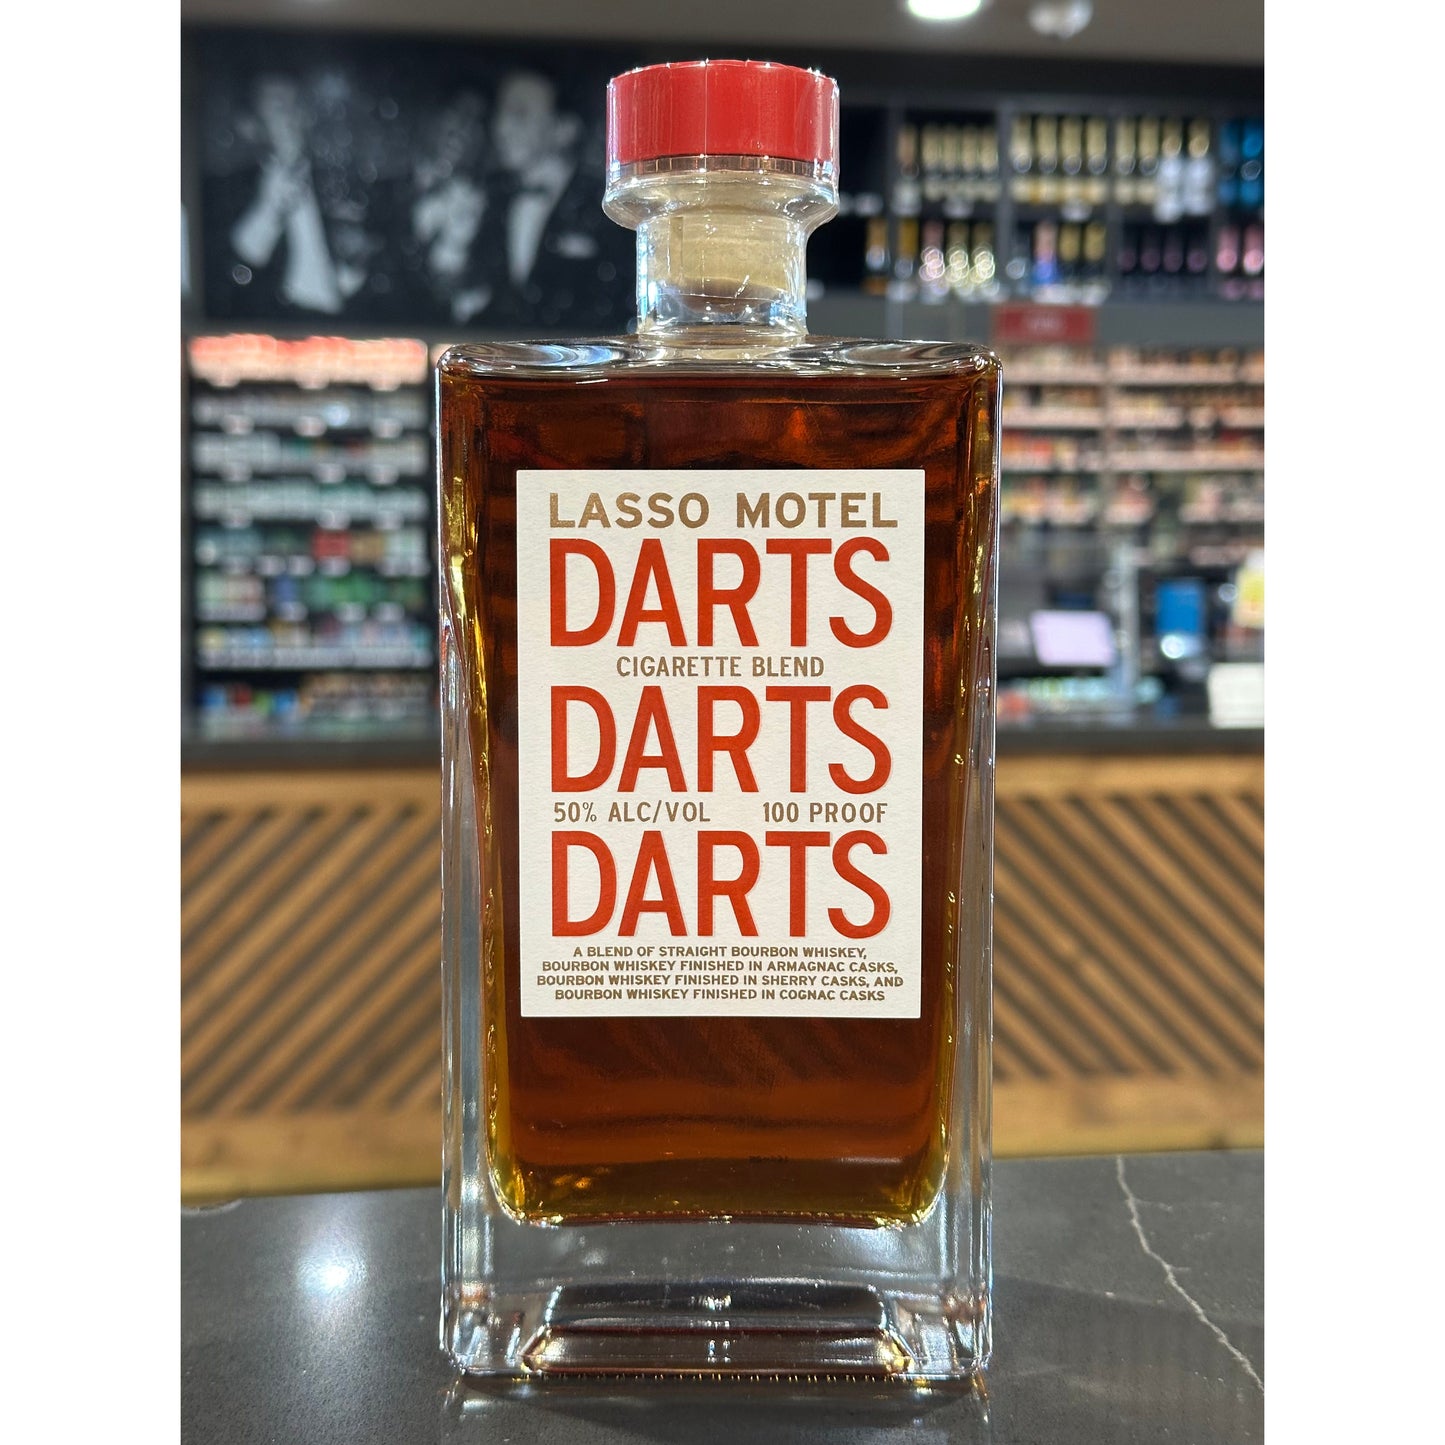 LASSO MOTEL
DARTS
CIGARETTE BLEND
DARTS
50% ALC/VOL 100 PROOF
DARTS
A BLEND OF STRAIGHT BOURBON WHISKEY,
BOURBON WHISKEY FINISHED IN ARMAGNAC CASKS,
BOURBON WHISKEY FINISHED IN SHERRY CASKS, AND
BOURBON WHISKEY FINISHED IN COGNAC CASKS